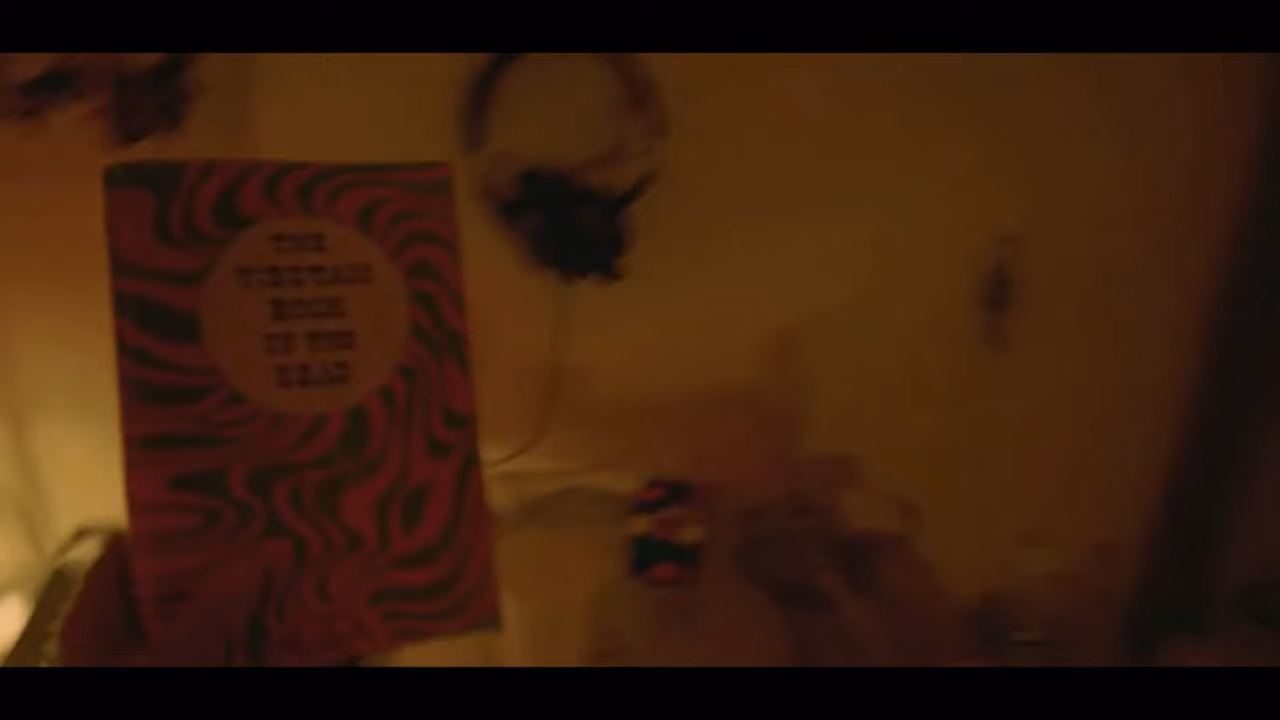 THE
TIBETAN
BOOK
OF THE
DEAD